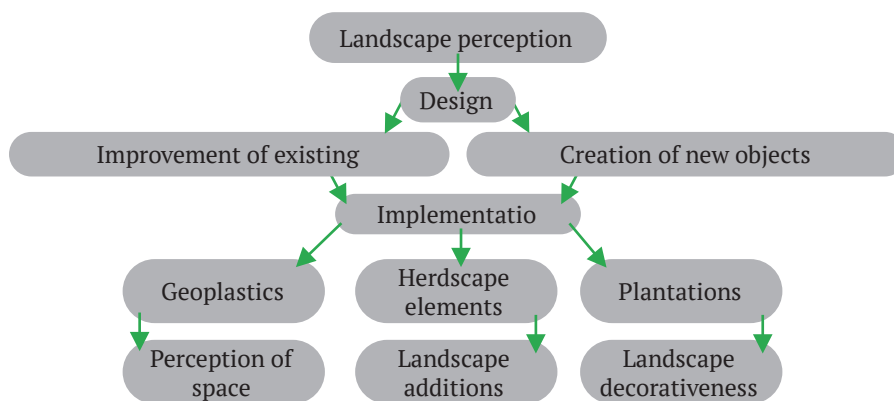 Landscape perception
Design
Improvement of existing
Creation of new objects
Implementatio
Geoplastics
Herdscape
elements
Plantations
Perception of
space
Landscape
additions
Landscape
decorativeness